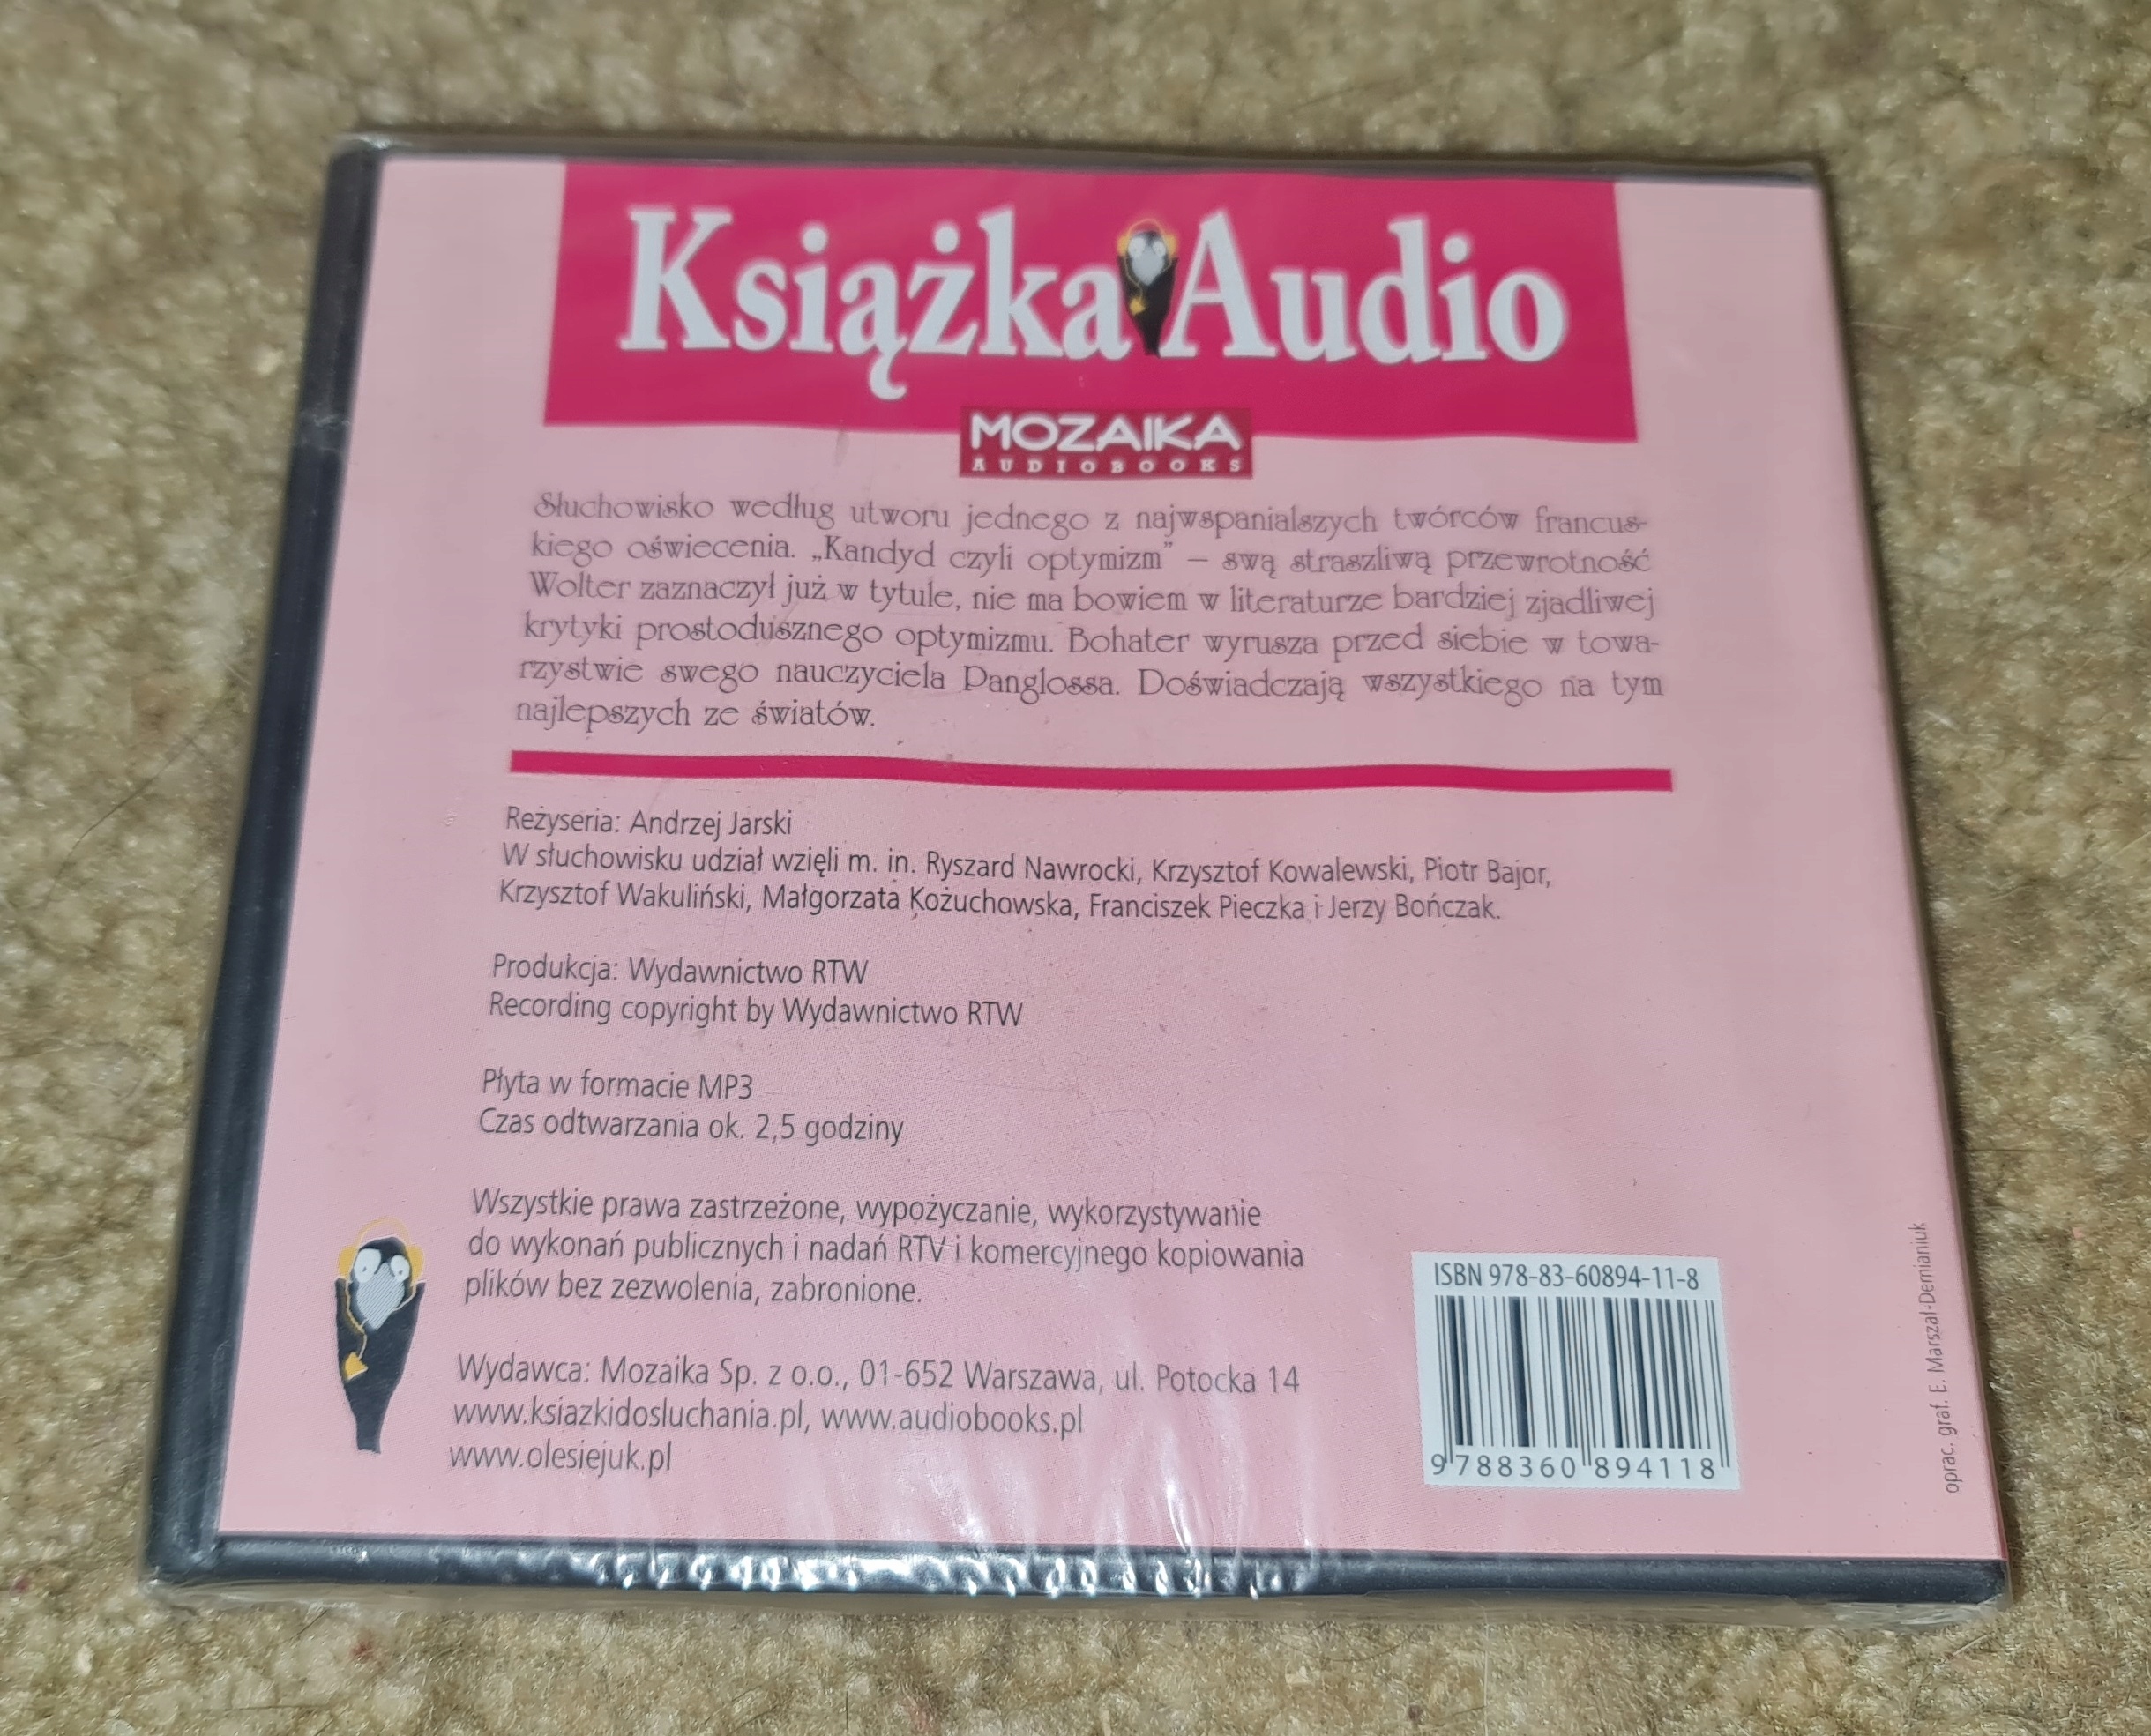 Książka Audio
MOZAIKA
AUDIOBOOKS
Słuchowisko według utworu jednego z najwspanialszych twórców francus-
kiego oświecenia. „Kandyd czyli optymizm” – swą straszliwą przewrotność
Wolter zaznaczył już w tytule, nie ma bowiem w literaturze bardziej zjadliwej
krytyki prostodusznego optymizmu. Bohater wyrusza przed siebie w towa-
rzystwie swego nauczyciela Panglossa. Doświadczają wszystkiego na tym
najlepszych ze światów.
Reżyseria: Andrzej Jarski
W słuchowisku udział wzięli m. in. Ryszard Nawrocki, Krzysztof Kowalewski, Piotr Bajor,
Krzysztof Wakuliński, Małgorzata Kożuchowska, Franciszek Pieczka i Jerzy Bończak.
Produkcja: Wydawnictwo RTW
Recording copyright by Wydawnictwo RTW
Płyta w formacie MP3
Czas odtwarzania ok. 2,5 godziny
Wszystkie prawa zastrzeżone, wypożyczanie, wykorzystywanie
do wykonań publicznych i nadań RTV i komercyjnego kopiowania
plików bez zezwolenia, zabronione.
Wydawca: Mozaika Sp. z o.o., 01-652 Warszawa, ul. Potocka 14
www.ksiazkidosluchania.pl, www.audiobooks.pl
www.olesiejuk.pl
ISBN 978-83-60894-11-8
9 788360 894118
oprac. graf. E. Marszał-Demianiuk